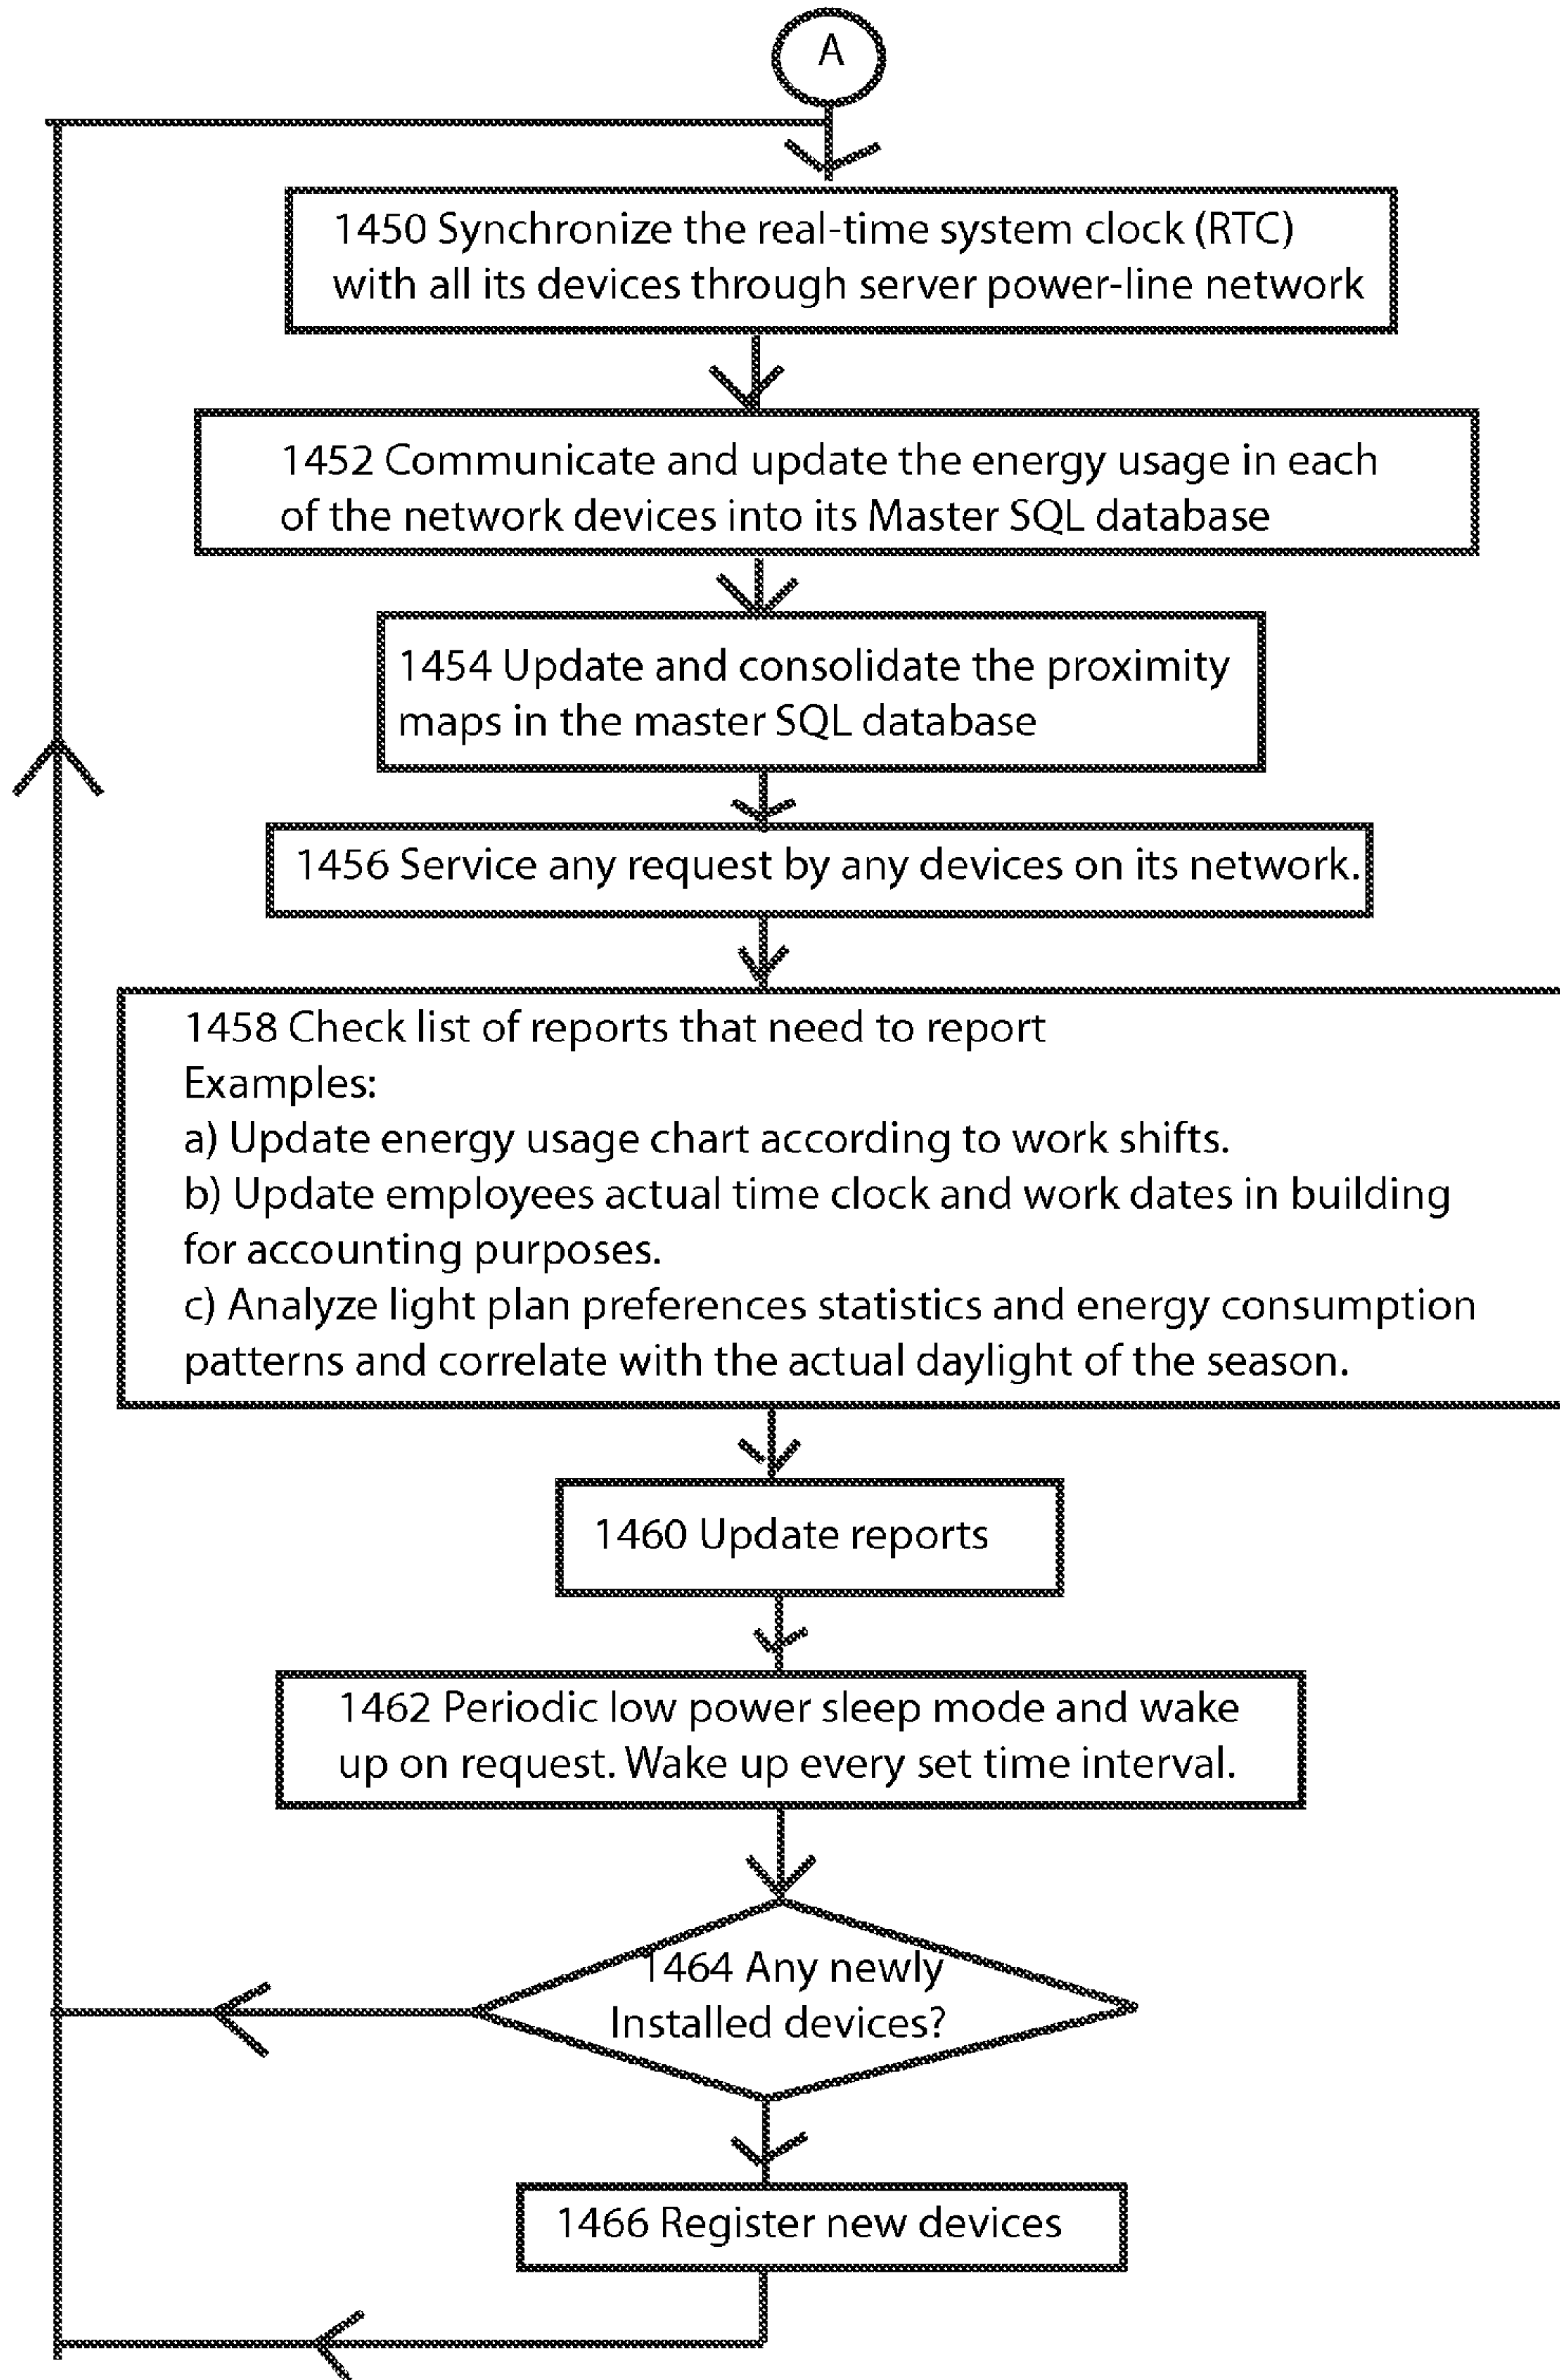 A
1450 Synchronize the real-time system clock (RTC)
with all its devices through server power-line network
1452 Communicate and update the energy usage in each
of the network devices into its Master SQL database
1454 Update and consolidate the proximity
maps in the master SQL database
1456 Service any request by any devices on its network.
1458 Check list of reports that need to report
Examples:
a) Update energy usage chart according to work shifts.
b) Update employees actual time clock and work dates in building
for accounting purposes.
c) Analyze light plan preferences statistics and energy consumption
patterns and correlate with the actual daylight of the season.
1460 Update reports
1462 Periodic low power sleep mode and wake
up on request. Wake up every set time interval.
1464 Any newly
Installed devices?
1466 Register new devices